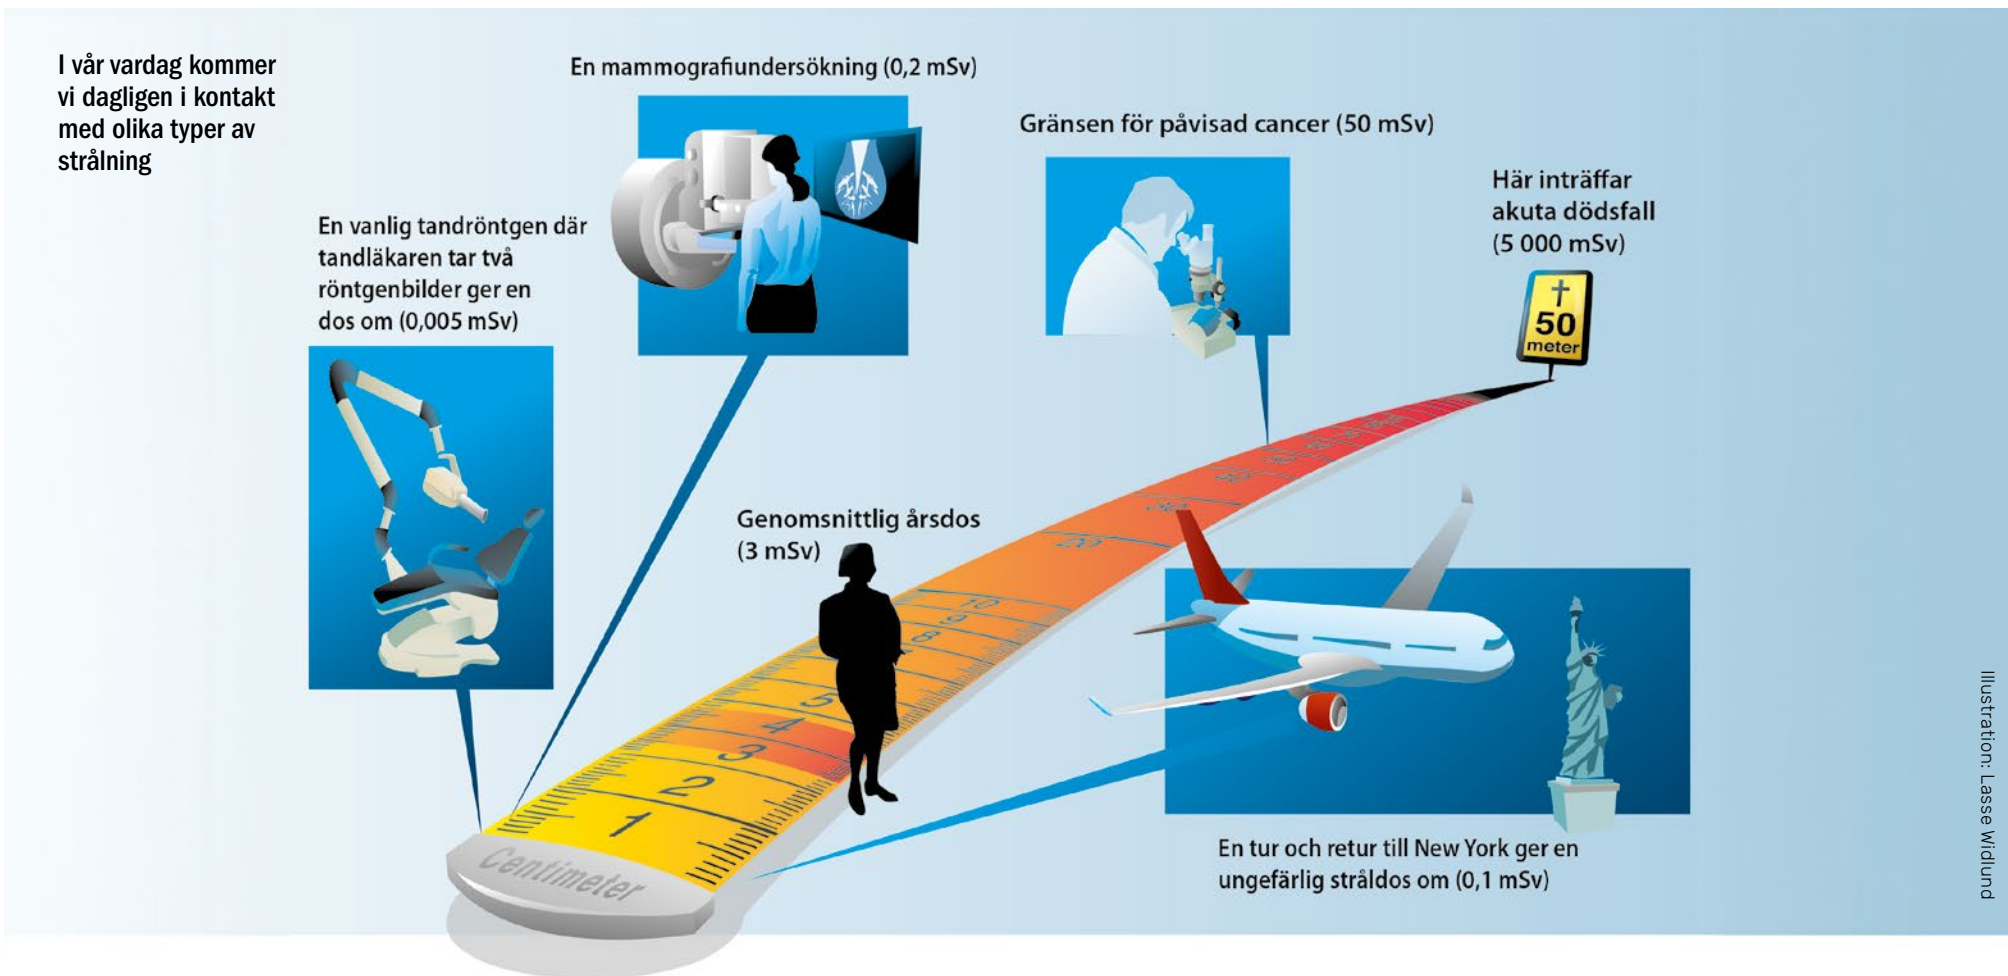 I vår vardag kommer
vi dagligen i kontakt
med olika typer av
strålning
En mammografiundersökning (0,2 mSv)
Gränsen för påvisad cancer (50 mSv)
Här inträffar
akuta dödsfall
(5 000 mSv)
†
50
meter
En vanlig tandröntgen där
tandläkaren tar två
röntgenbilder ger en
dos om (0,005 mSv)
Genomsnittlig årsdos
(3 mSv)
30
20
10
9
8
5
4
3
2
1
Centimeter
En tur och retur till New York ger en
ungefärlig stråldos om (0,1 mSv)
Illustration: Lasse Widlund